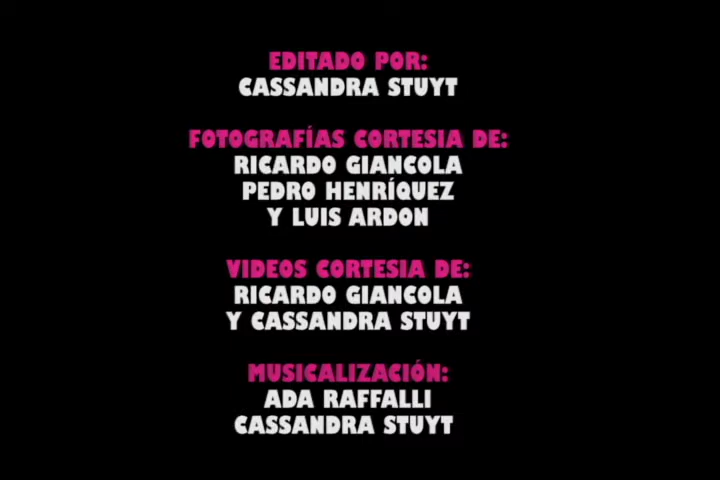 EDITADO POR:
CASSANDRA STUYT
FOTOGRAFÍAS CORTESIA DE:
RICARDO GIANCOLA
PEDRO HENRÍQUEZ
Y LUIS ARDON
VIDEOS CORTESIA DE:
RICARDO GIANCOLA
Y CASSANDRA STUYT
MUSICALIZACIÓN:
ADA RAFFALLI
CASSANDRA STUYT